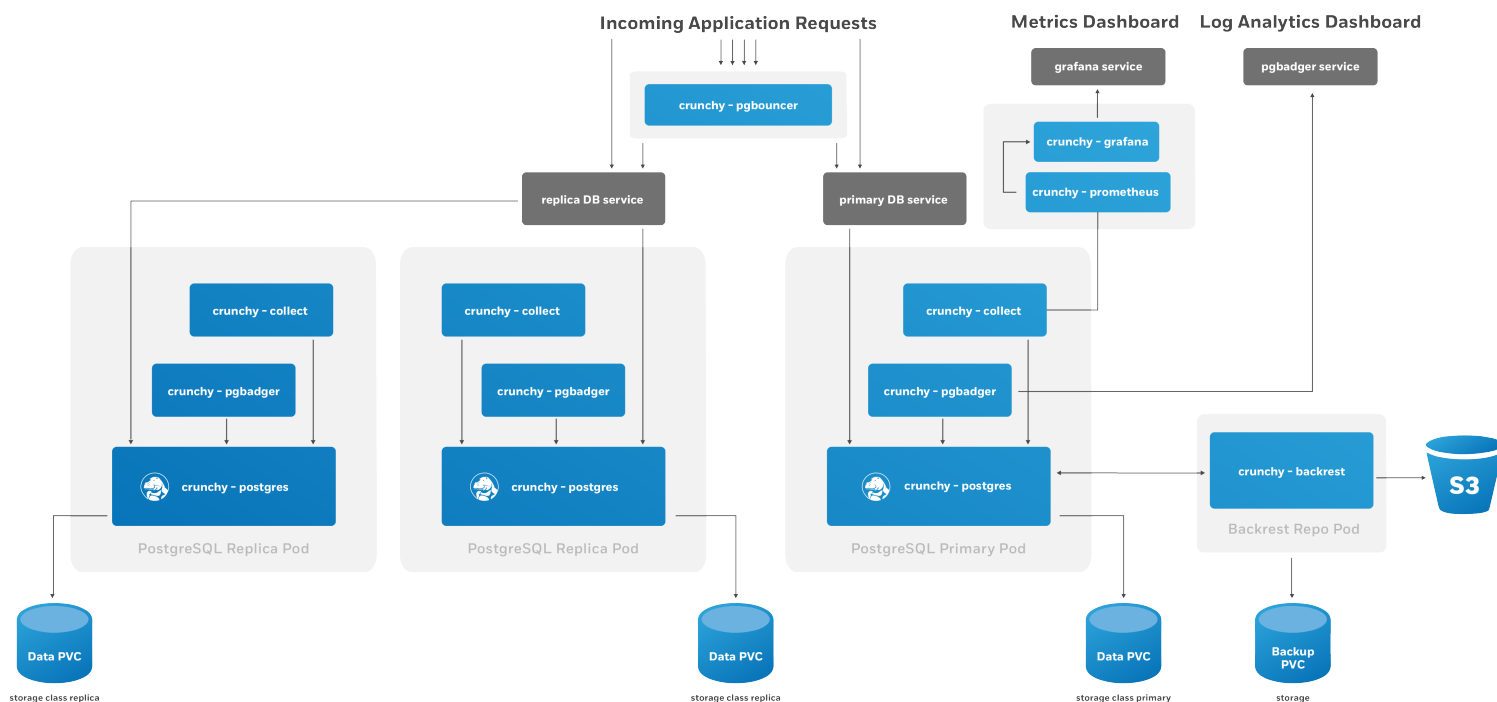 Incoming Application Requests
Metrics Dashboard
Log Analytics Dashboard
grafana service
pgbadger service
crunchy - pgbouncer
crunchy - grafana
crunchy - prometheus
replica DB service
primary DB service
crunchy - collect
crunchy - collect
crunchy - collect
crunchy - pgbadger
crunchy - pgbadger
crunchy - pgbadger
crunchy - postgres
crunchy - postgres
crunchy - postgres
crunchy - backrest
S3
PostgreSQL Replica Pod
PostgreSQL Replica Pod
PostgreSQL Primary Pod
Backrest Repo Pod
Data PVC
Data PVC
Data PVC
Backup
PVC
storage class replica
storage class replica
storage class primary
storage